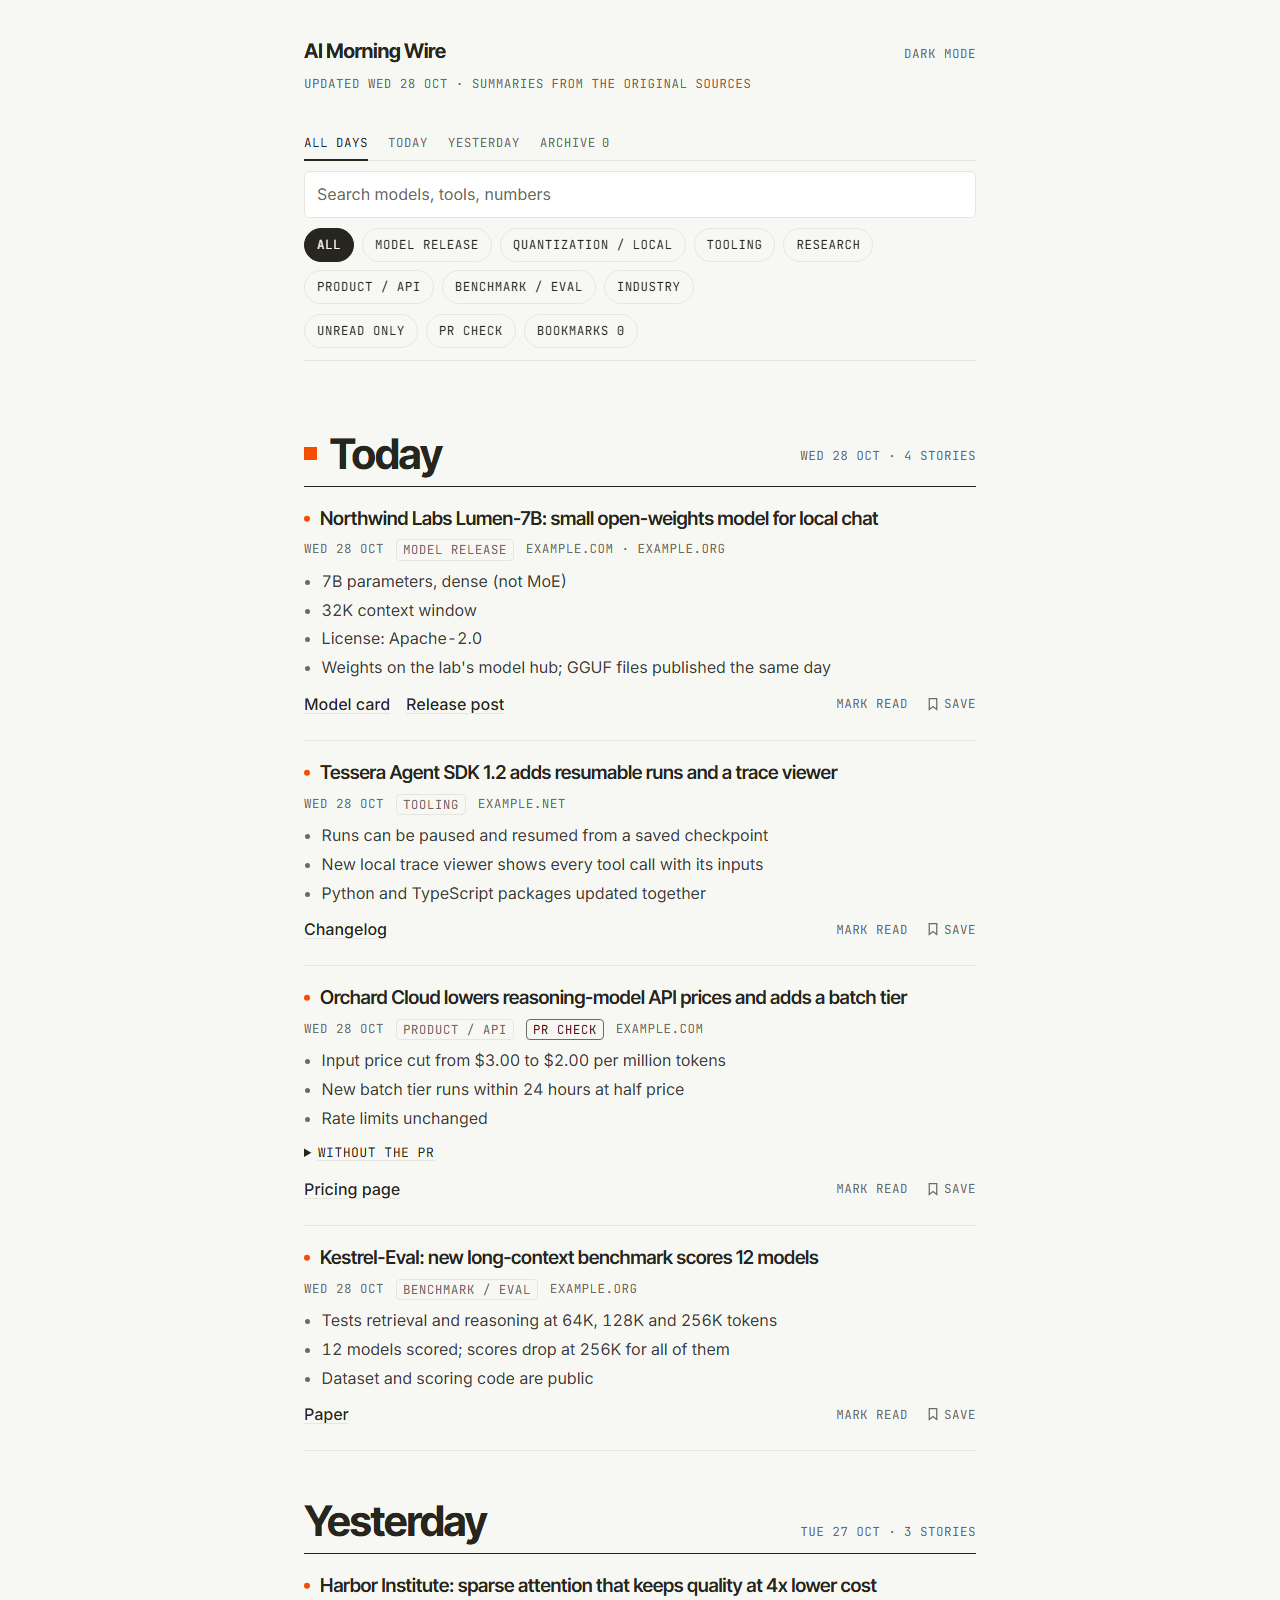 AI Morning Wire
DARK MODE
UPDATED WED 28 OCT · SUMMARIES FROM THE ORIGINAL SOURCES
ALL DAYS TODAY YESTERDAY ARCHIVE 0
Search models, tools, numbers
ALL MODEL RELEASE QUANTIZATION / LOCAL TOOLING RESEARCH
PRODUCT / API BENCHMARK / EVAL INDUSTRY
UNREAD ONLY PR CHECK BOOKMARKS 0
Today
WED 28 OCT · 4 STORIES
Northwind Labs Lumen-7B: small open-weights model for local chat
WED 28 OCT MODEL RELEASE EXAMPLE.COM · EXAMPLE.ORG
• 7B parameters, dense (not MoE)
• 32K context window
• License: Apache-2.0
• Weights on the lab's model hub; GGUF files published the same day
Model card Release post MARK READ SAVE
Tessera Agent SDK 1.2 adds resumable runs and a trace viewer
WED 28 OCT TOOLING EXAMPLE.NET
• Runs can be paused and resumed from a saved checkpoint
• New local trace viewer shows every tool call with its inputs
• Python and TypeScript packages updated together
Changelog MARK READ SAVE
Orchard Cloud lowers reasoning-model API prices and adds a batch tier
WED 28 OCT PRODUCT / API PR CHECK EXAMPLE.COM
• Input price cut from $3.00 to $2.00 per million tokens
• New batch tier runs within 24 hours at half price
• Rate limits unchanged
WITHOUT THE PR
Pricing page MARK READ SAVE
Kestrel-Eval: new long-context benchmark scores 12 models
WED 28 OCT BENCHMARK / EVAL EXAMPLE.ORG
• Tests retrieval and reasoning at 64K, 128K and 256K tokens
• 12 models scored; scores drop at 256K for all of them
• Dataset and scoring code are public
Paper MARK READ SAVE
Yesterday
TUE 27 OCT · 3 STORIES
Harbor Institute: sparse attention that keeps quality at 4x lower cost